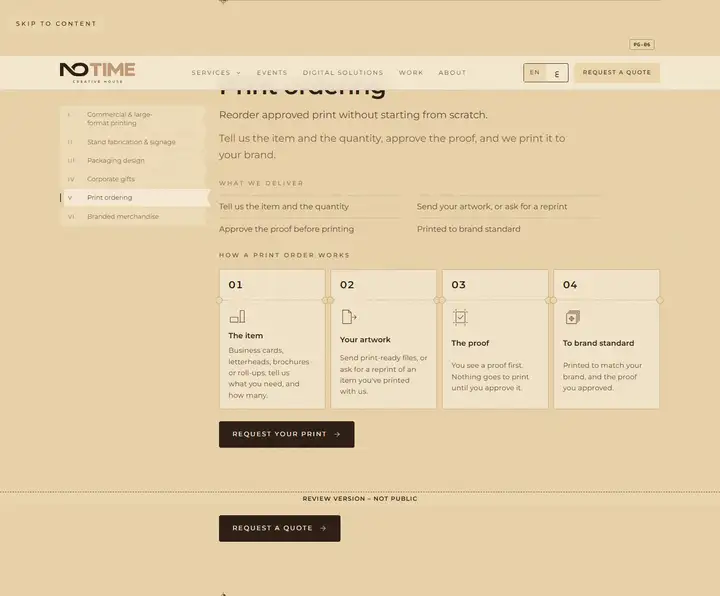 SKIP TO CONTENT
PG-06
NOTIME
CREATIVE HOUSE
SERVICES
EVENTS
DIGITAL SOLUTIONS
WORK
ABOUT
EN
ع
REQUEST A QUOTE
Print ordering
I Commercial & large-
format printing
II Stand fabrication & signage
III Packaging design
IV Corporate gifts
V Print ordering
VI Branded merchandise
Reorder approved print without starting from scratch.
Tell us the item and the quantity, approve the proof, and we print it to
your brand.
WHAT WE DELIVER
Tell us the item and the quantity
Send your artwork, or ask for a reprint
Approve the proof before printing
Printed to brand standard
HOW A PRINT ORDER WORKS
01
The item
Business cards,
letterheads, brochures
or roll-ups: tell us
what you need, and
how many.
02
Your artwork
Send print-ready files, or
ask for a reprint of an
item you've printed
with us.
03
The proof
You see a proof first.
Nothing goes to print
until you approve it.
04
To brand standard
Printed to match your
brand, and the proof
you approved.
REQUEST YOUR PRINT →
REVIEW VERSION – NOT PUBLIC
REQUEST A QUOTE →